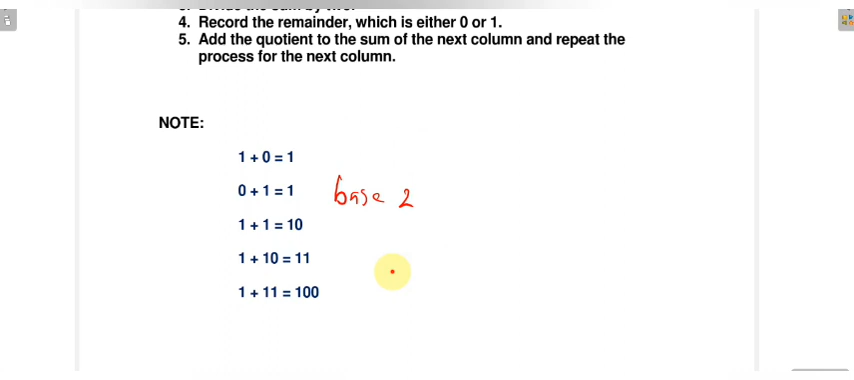 4. Record the remainder, which is either 0 or 1.
5. Add the quotient to the sum of the next column and repeat the
process for the next column.
NOTE:
1 + 0 = 1
0 + 1 = 1
base 2
1 + 1 = 10
1 + 10 = 11
1 + 11 = 100